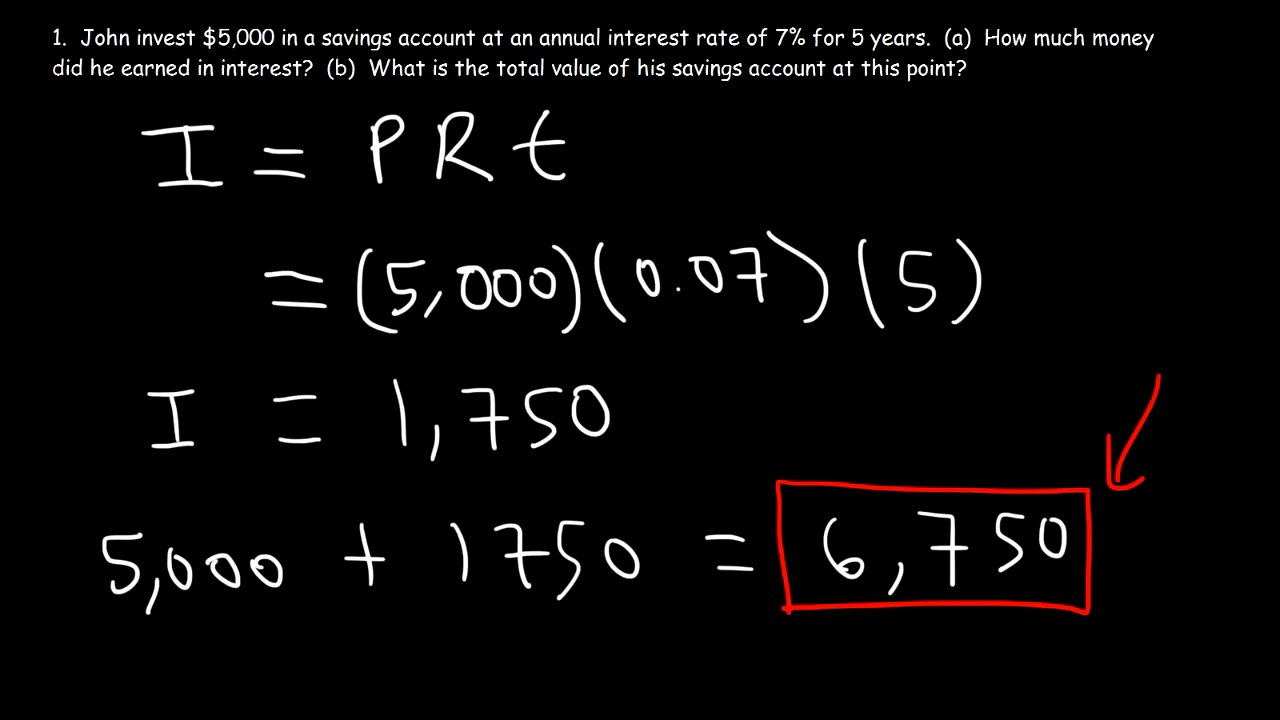 1. John invest $5,000 in a savings account at an annual interest rate of 7% for 5 years. (a) How much money
did he earned in interest? (b) What is the total value of his savings account at this point?
I = PRt
= (5,000)(0.07)(5)
I = 1,750
5,000 + 1750 = 6,750